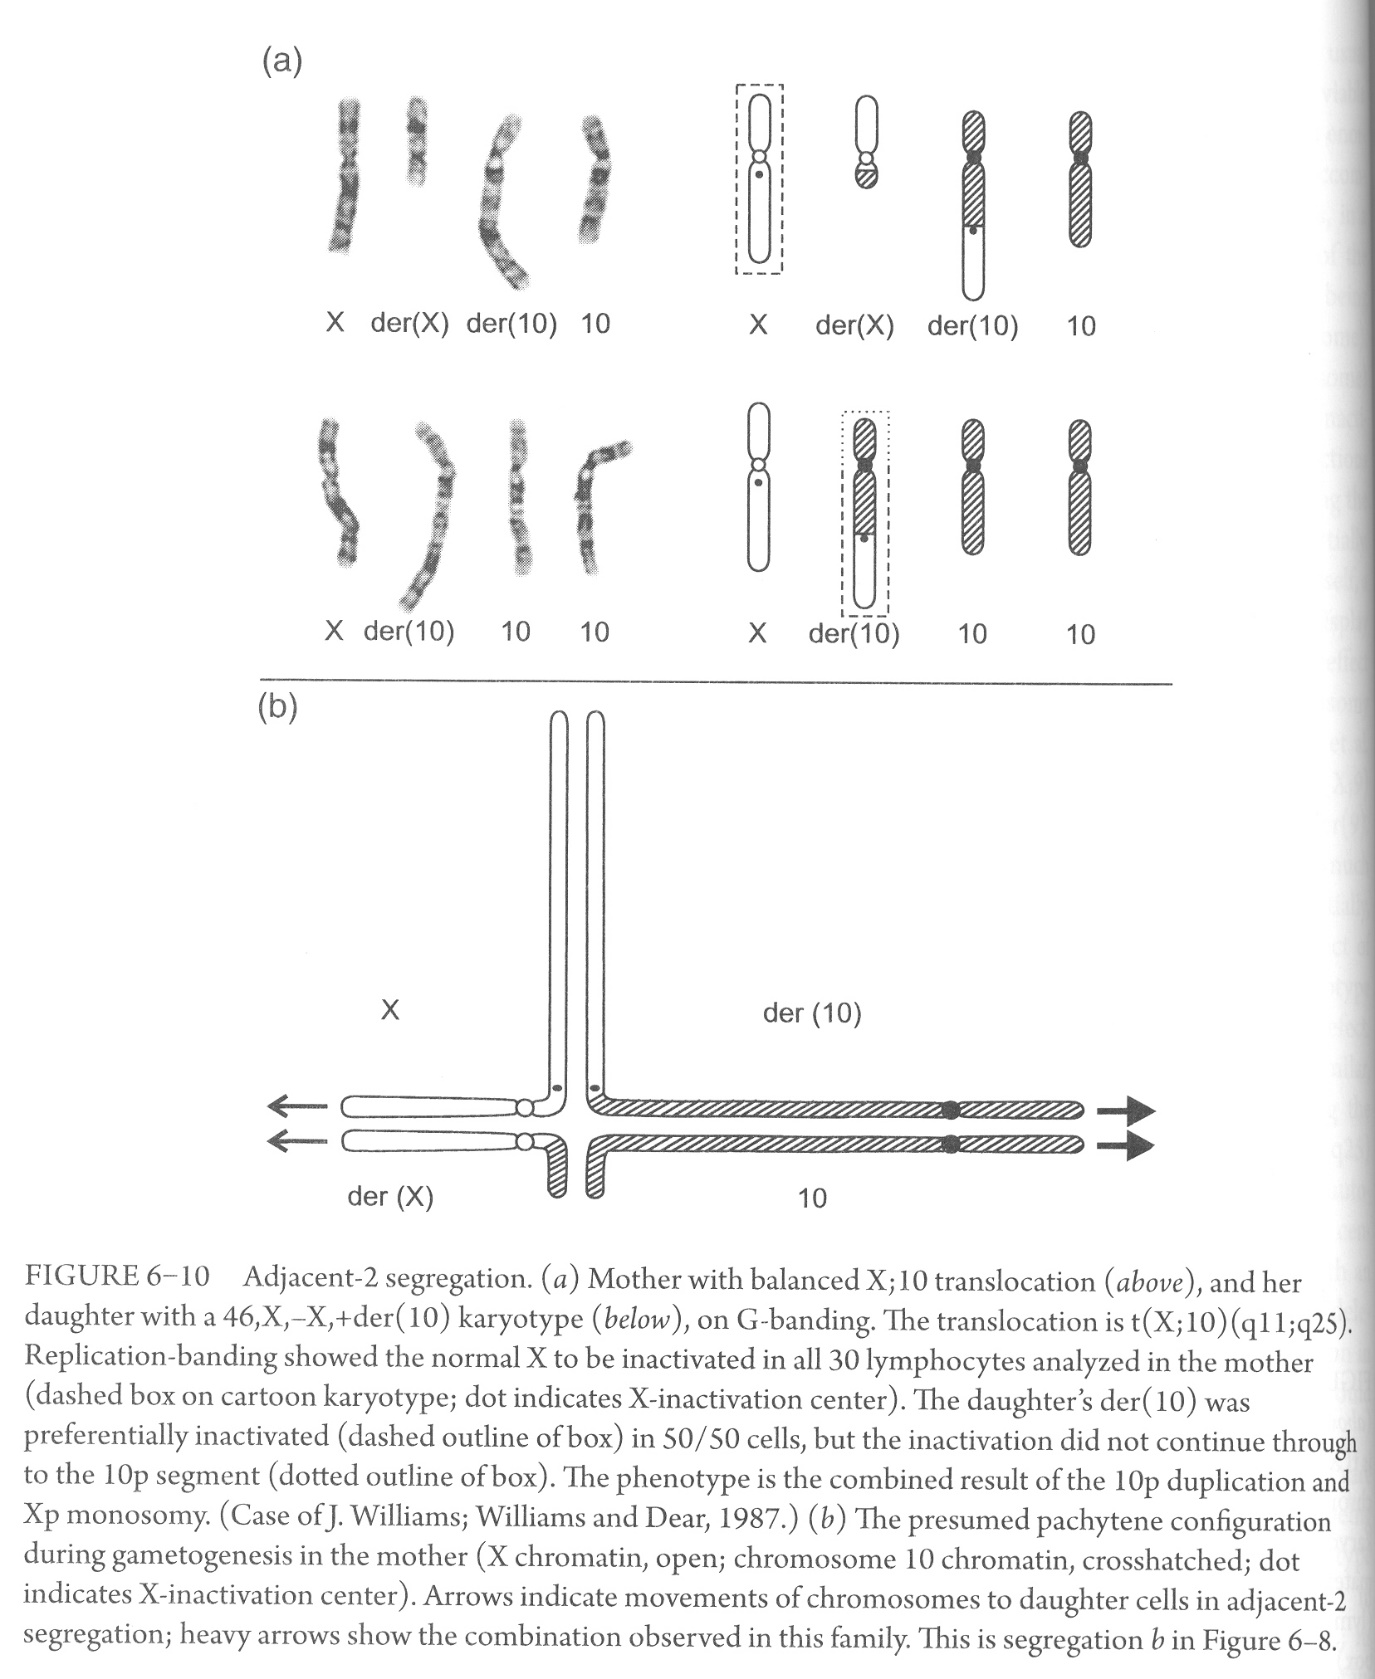 (a)
X der(X) der(10) 10
X der(X) der(10) 10
X der(10) 10 10
X der(10) 10 10
(b)
X der (10)
der (X) 10
FIGURE 6–10 Adjacent-2 segregation. (a) Mother with balanced X;10 translocation (above), and her
daughter with a 46,X,–X,+der(10) karyotype (below), on G-banding. The translocation is t(X;10)(q11;q25).
Replication-banding showed the normal X to be inactivated in all 30 lymphocytes analyzed in the mother
(dashed box on cartoon karyotype; dot indicates X-inactivation center). The daughter's der(10) was
preferentially inactivated (dashed outline of box) in 50/50 cells, but the inactivation did not continue through
to the 10p segment (dotted outline of box). The phenotype is the combined result of the 10p duplication and
Xp monosomy. (Case of J. Williams; Williams and Dear, 1987.) (b) The presumed pachytene configuration
during gametogenesis in the mother (X chromatin, open; chromosome 10 chromatin, crosshatched; dot
indicates X-inactivation center). Arrows indicate movements of chromosomes to daughter cells in adjacent-2
segregation; heavy arrows show the combination observed in this family. This is segregation b in Figure 6–8.